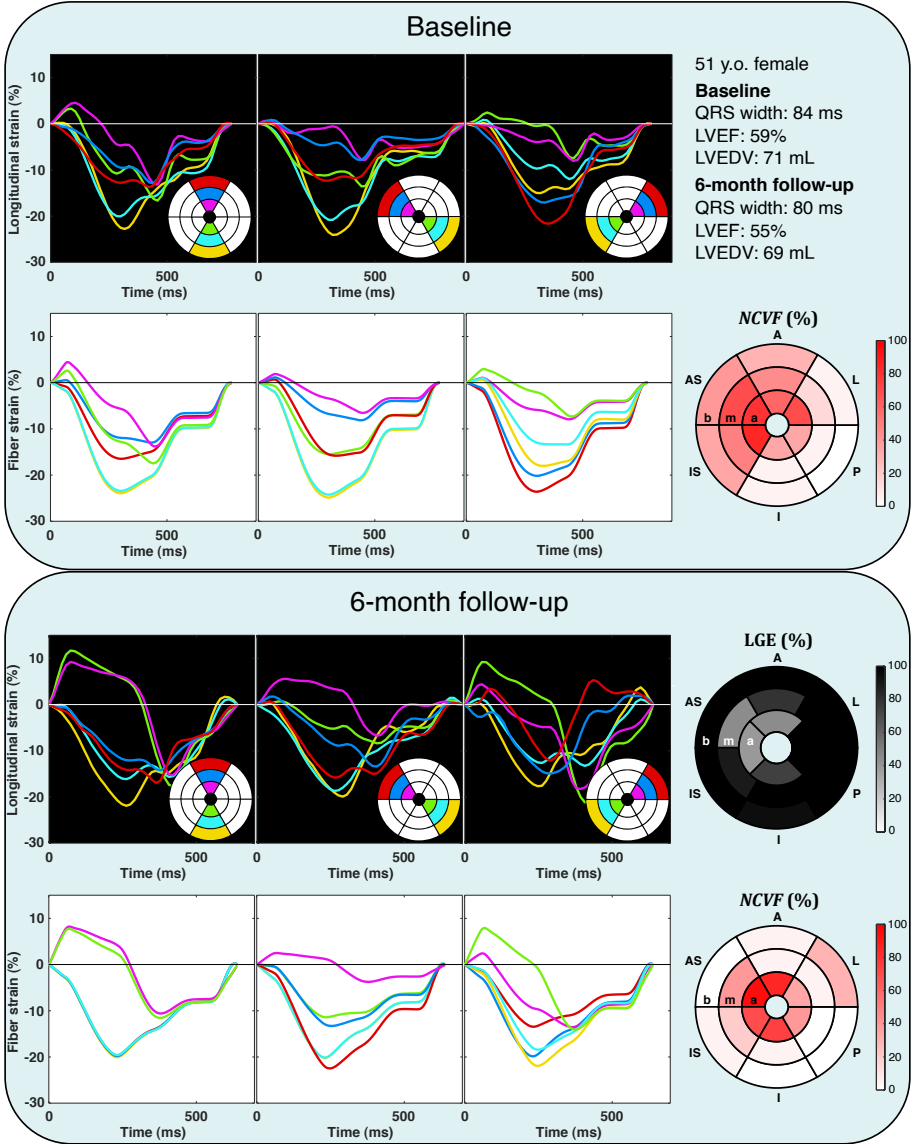 Baseline
Longitudinal strain (%)
10
0
-10
-20
-30
0
500
Time (ms)
0
500
Time (ms)
0
500
Time (ms)
51 y.o. female
Baseline
QRS width: 84 ms
LVEF: 59%
LVEDV: 71 mL
6-month follow-up
QRS width: 80 ms
LVEF: 55%
LVEDV: 69 mL
Fiber strain (%)
10
0
-10
-20
-30
0
500
Time (ms)
0
500
Time (ms)
0
500
Time (ms)
NCVF (%)
A
AS
L
b
m
a
IS
P
I
100
80
60
40
20
0
6-month follow-up
Longitudinal strain (%)
10
0
-10
-20
-30
0
500
Time (ms)
0
500
Time (ms)
0
500
Time (ms)
LGE (%)
A
AS
L
b
m
a
IS
P
I
100
80
60
40
20
0
Fiber strain (%)
10
0
-10
-20
-30
0
500
Time (ms)
0
500
Time (ms)
0
500
Time (ms)
NCVF (%)
A
AS
L
b
m
a
IS
P
I
100
80
60
40
20
0